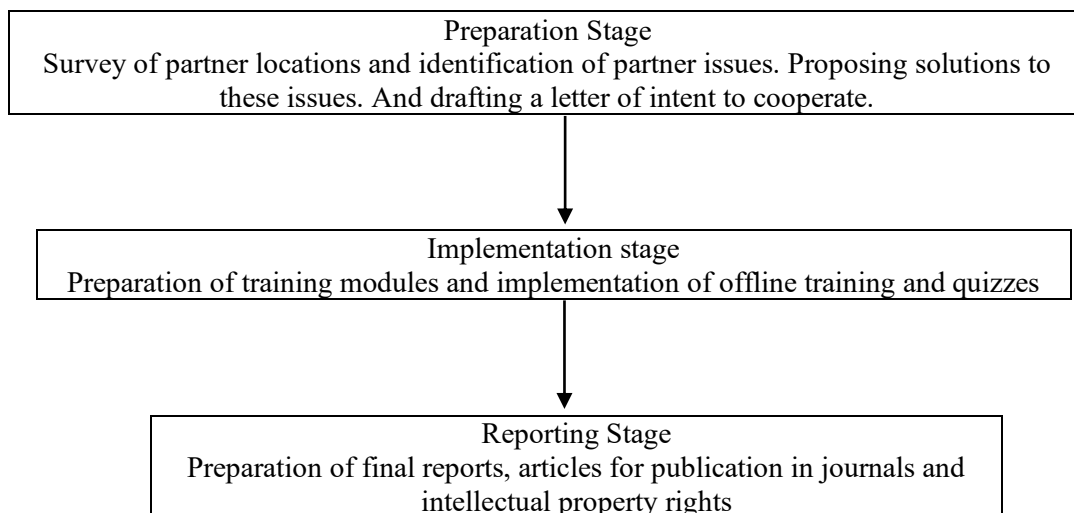 Preparation Stage
Survey of partner locations and identification of partner issues. Proposing solutions to
these issues. And drafting a letter of intent to cooperate.
Implementation stage
Preparation of training modules and implementation of offline training and quizzes
Reporting Stage
Preparation of final reports, articles for publication in journals and
intellectual property rights